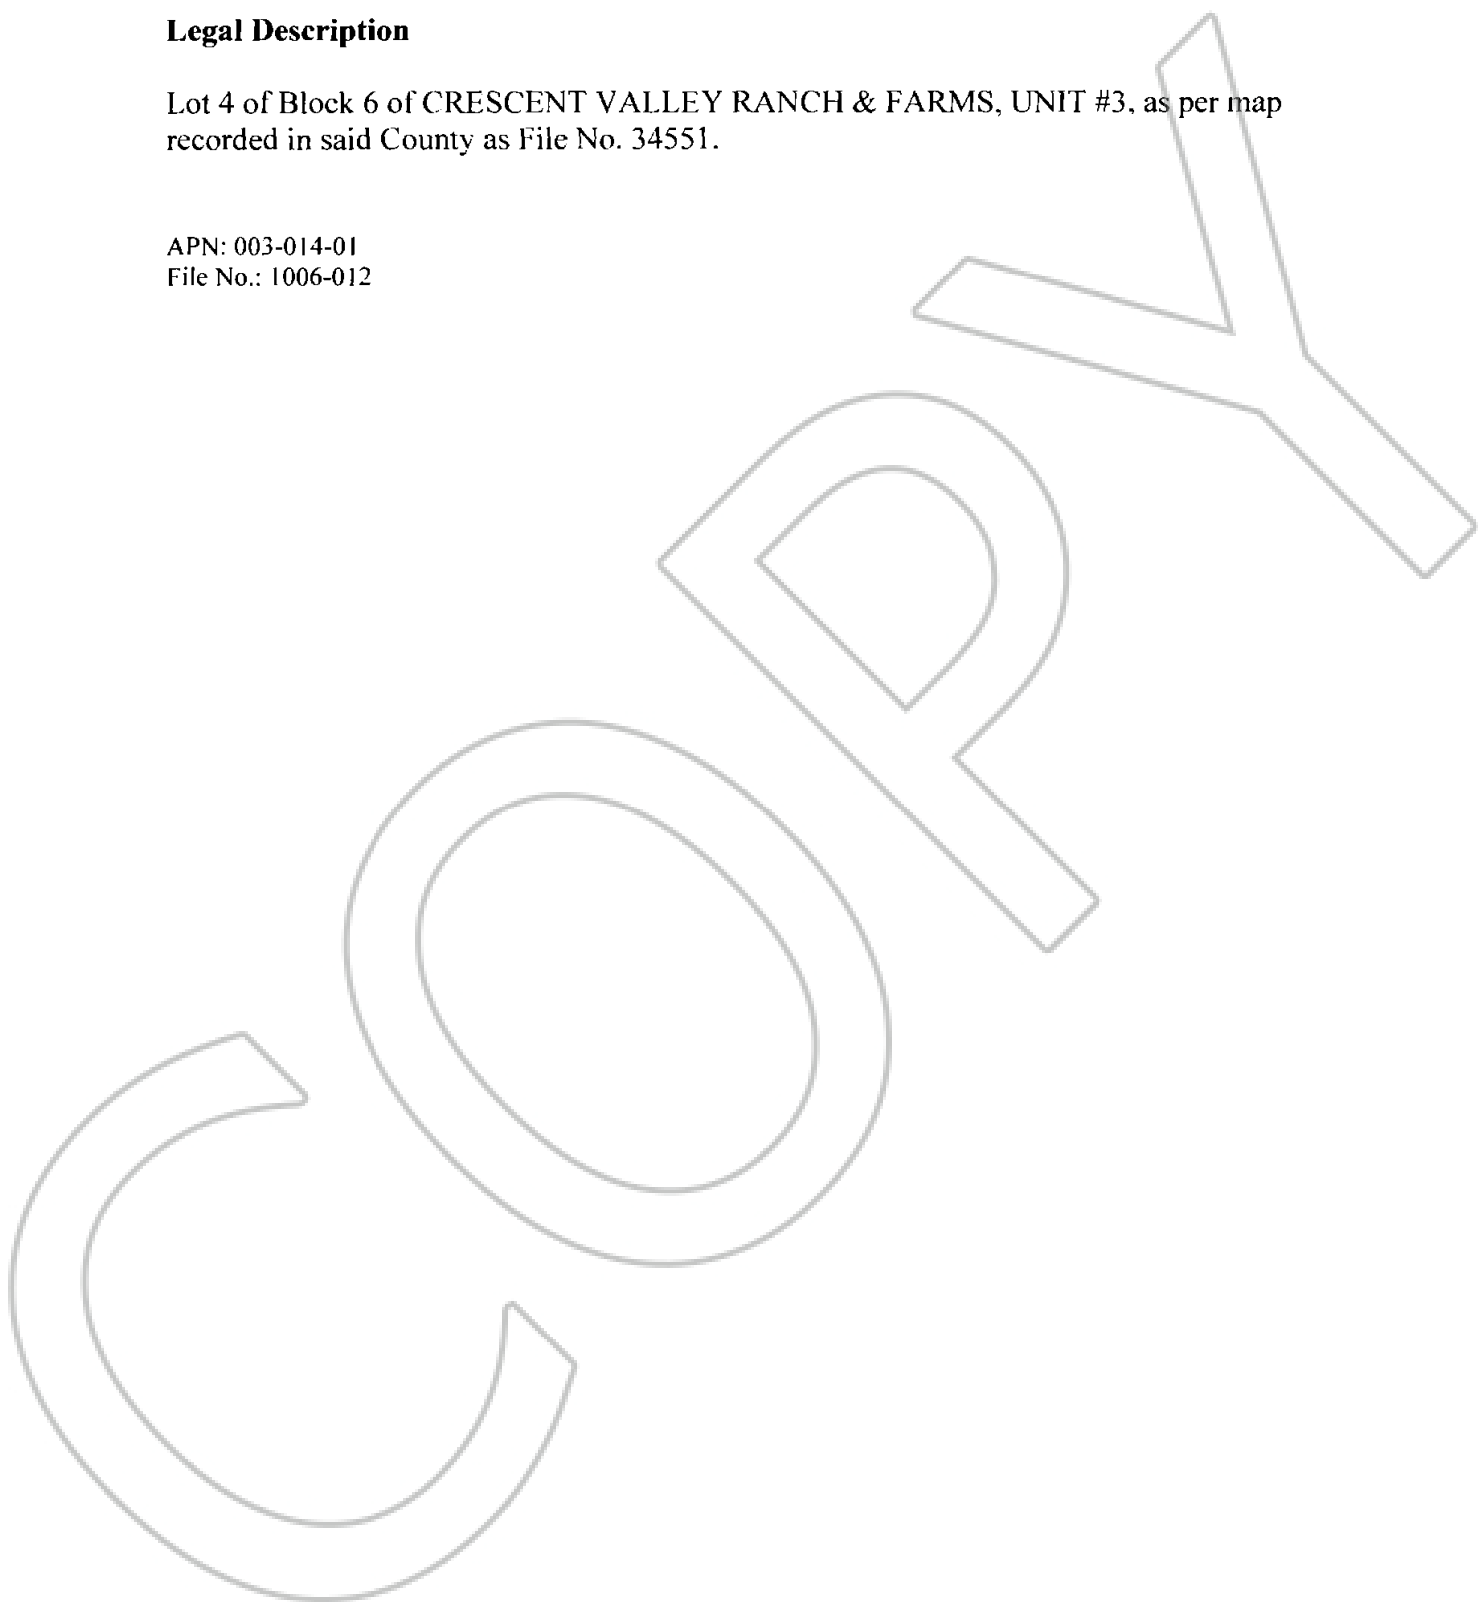 Legal Description
Lot 4 of Block 6 of CRESCENT VALLEY RANCH & FARMS, UNIT #3, as per map
recorded in said County as File No. 34551.
APN: 003-014-01
File No.: 1006-012
COPY